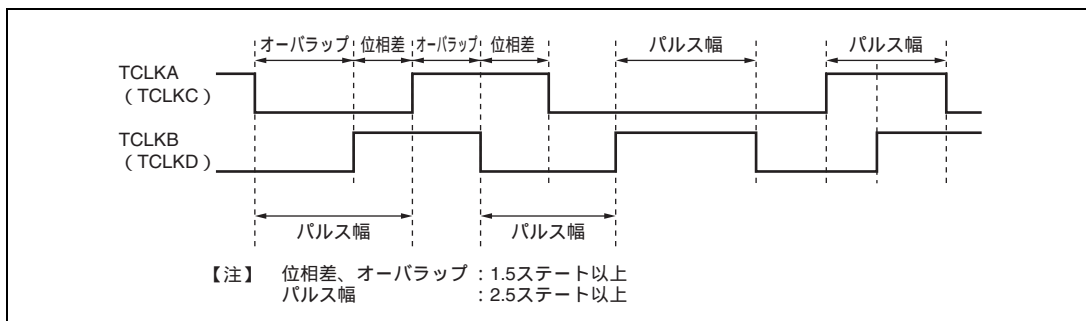 オーバラップ 位相差 オーバラップ 位相差 パルス幅 パルス幅
TCLKA
（TCLKC）
TCLKB
（TCLKD）
パルス幅 パルス幅
【注】 位相差、オーバラップ：1.5ステート以上
パルス幅 ：2.5ステート以上